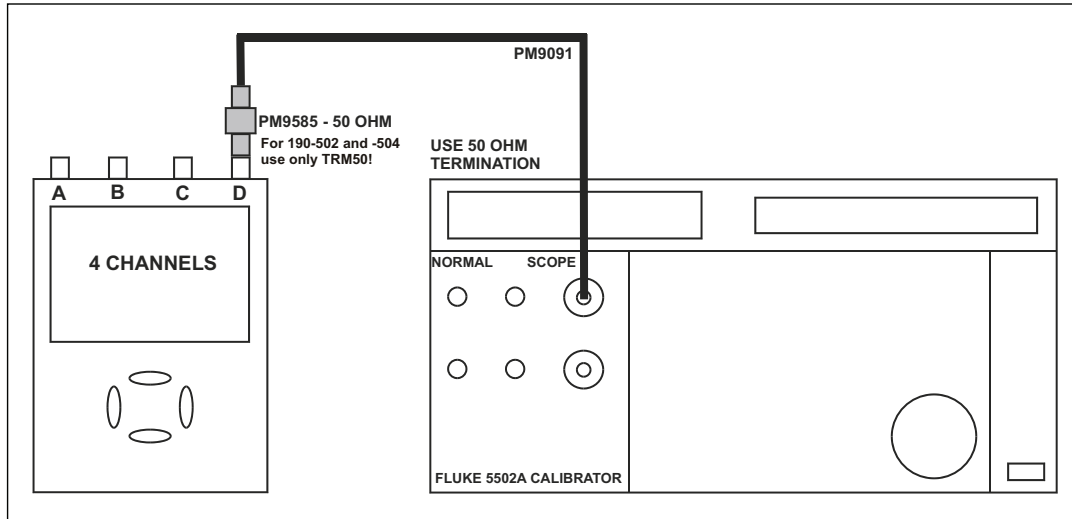 PM9091
PM9585 - 50 OHM
For 190-502 and -504
use only TRM50!
USE 50 OHM
TERMINATION
A B C D
4 CHANNELS
NORMAL SCOPE
FLUKE 5502A CALIBRATOR